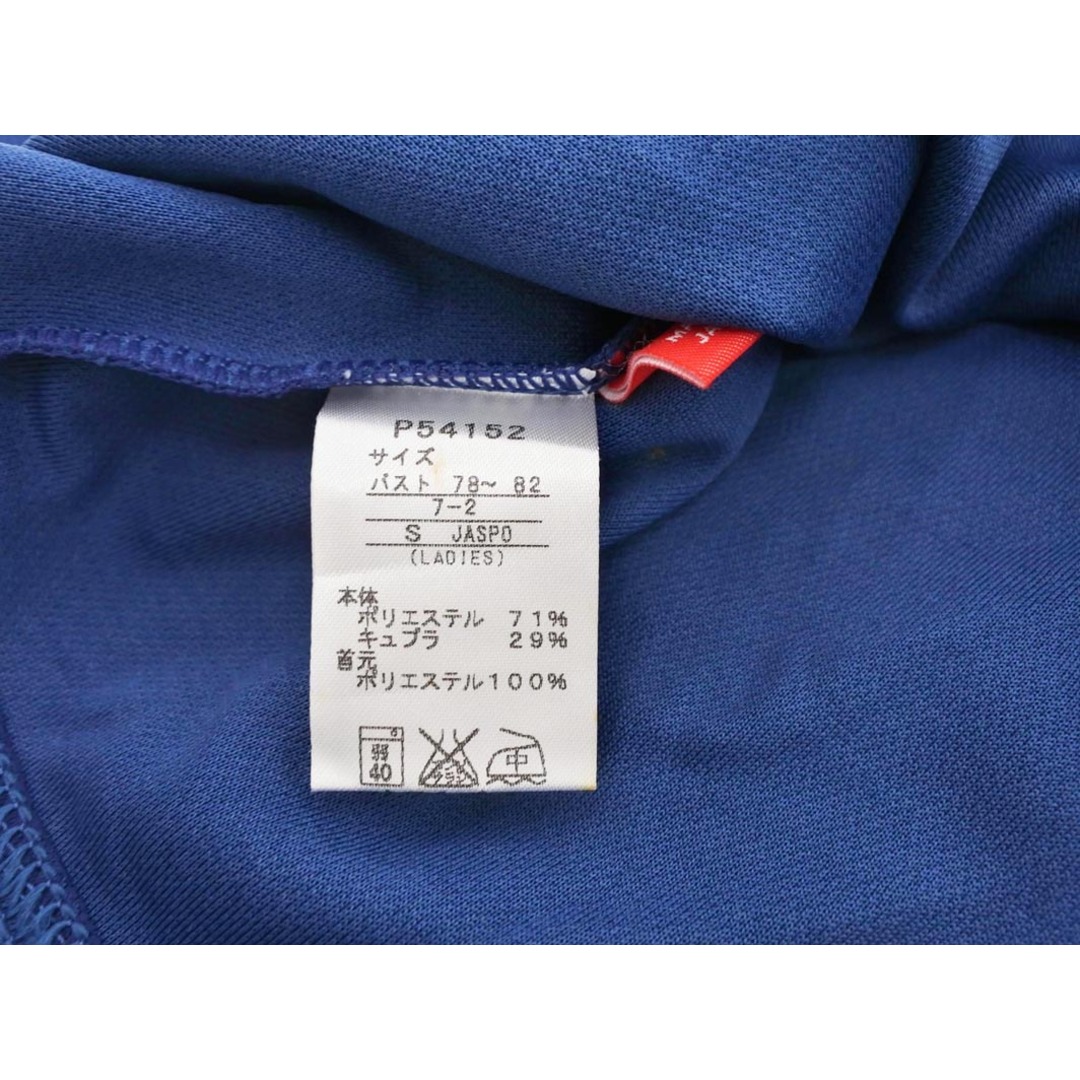 P54152
サイズ
バスト 78～ 82
7-2
S JASPO
(LADIES)
本体
ポリエステル 71%
キュプラ 29%
首元
ポリエステル100%
弱
40
中